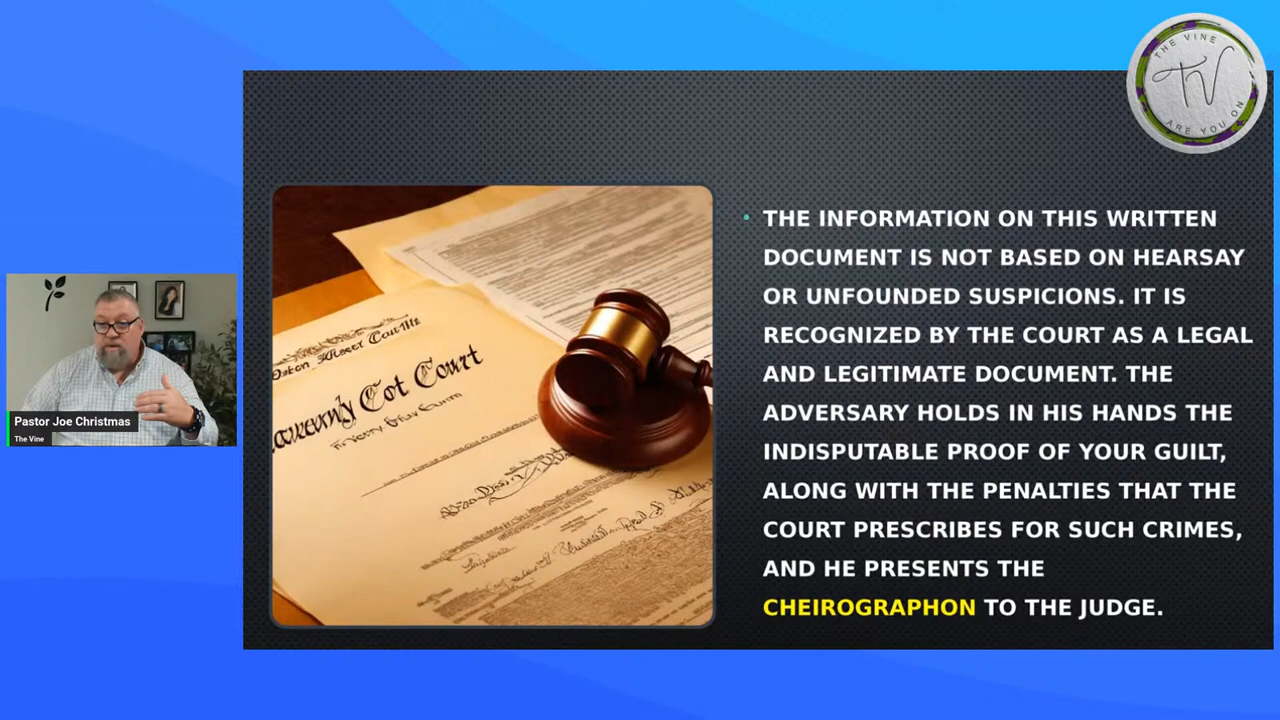 THE VINE
TV
ARE YOU ON
THE INFORMATION ON THIS WRITTEN
DOCUMENT IS NOT BASED ON HEARSAY
OR UNFOUNDED SUSPICIONS. IT IS
RECOGNIZED BY THE COURT AS A LEGAL
AND LEGITIMATE DOCUMENT. THE
ADVERSARY HOLDS IN HIS HANDS THE
INDISPUTABLE PROOF OF YOUR GUILT,
ALONG WITH THE PENALTIES THAT THE
COURT PRESCRIBES FOR SUCH CRIMES,
AND HE PRESENTS THE
CHEIROGRAPHON TO THE JUDGE.
Cot Court
Pastor Joe Christmas
The Vine